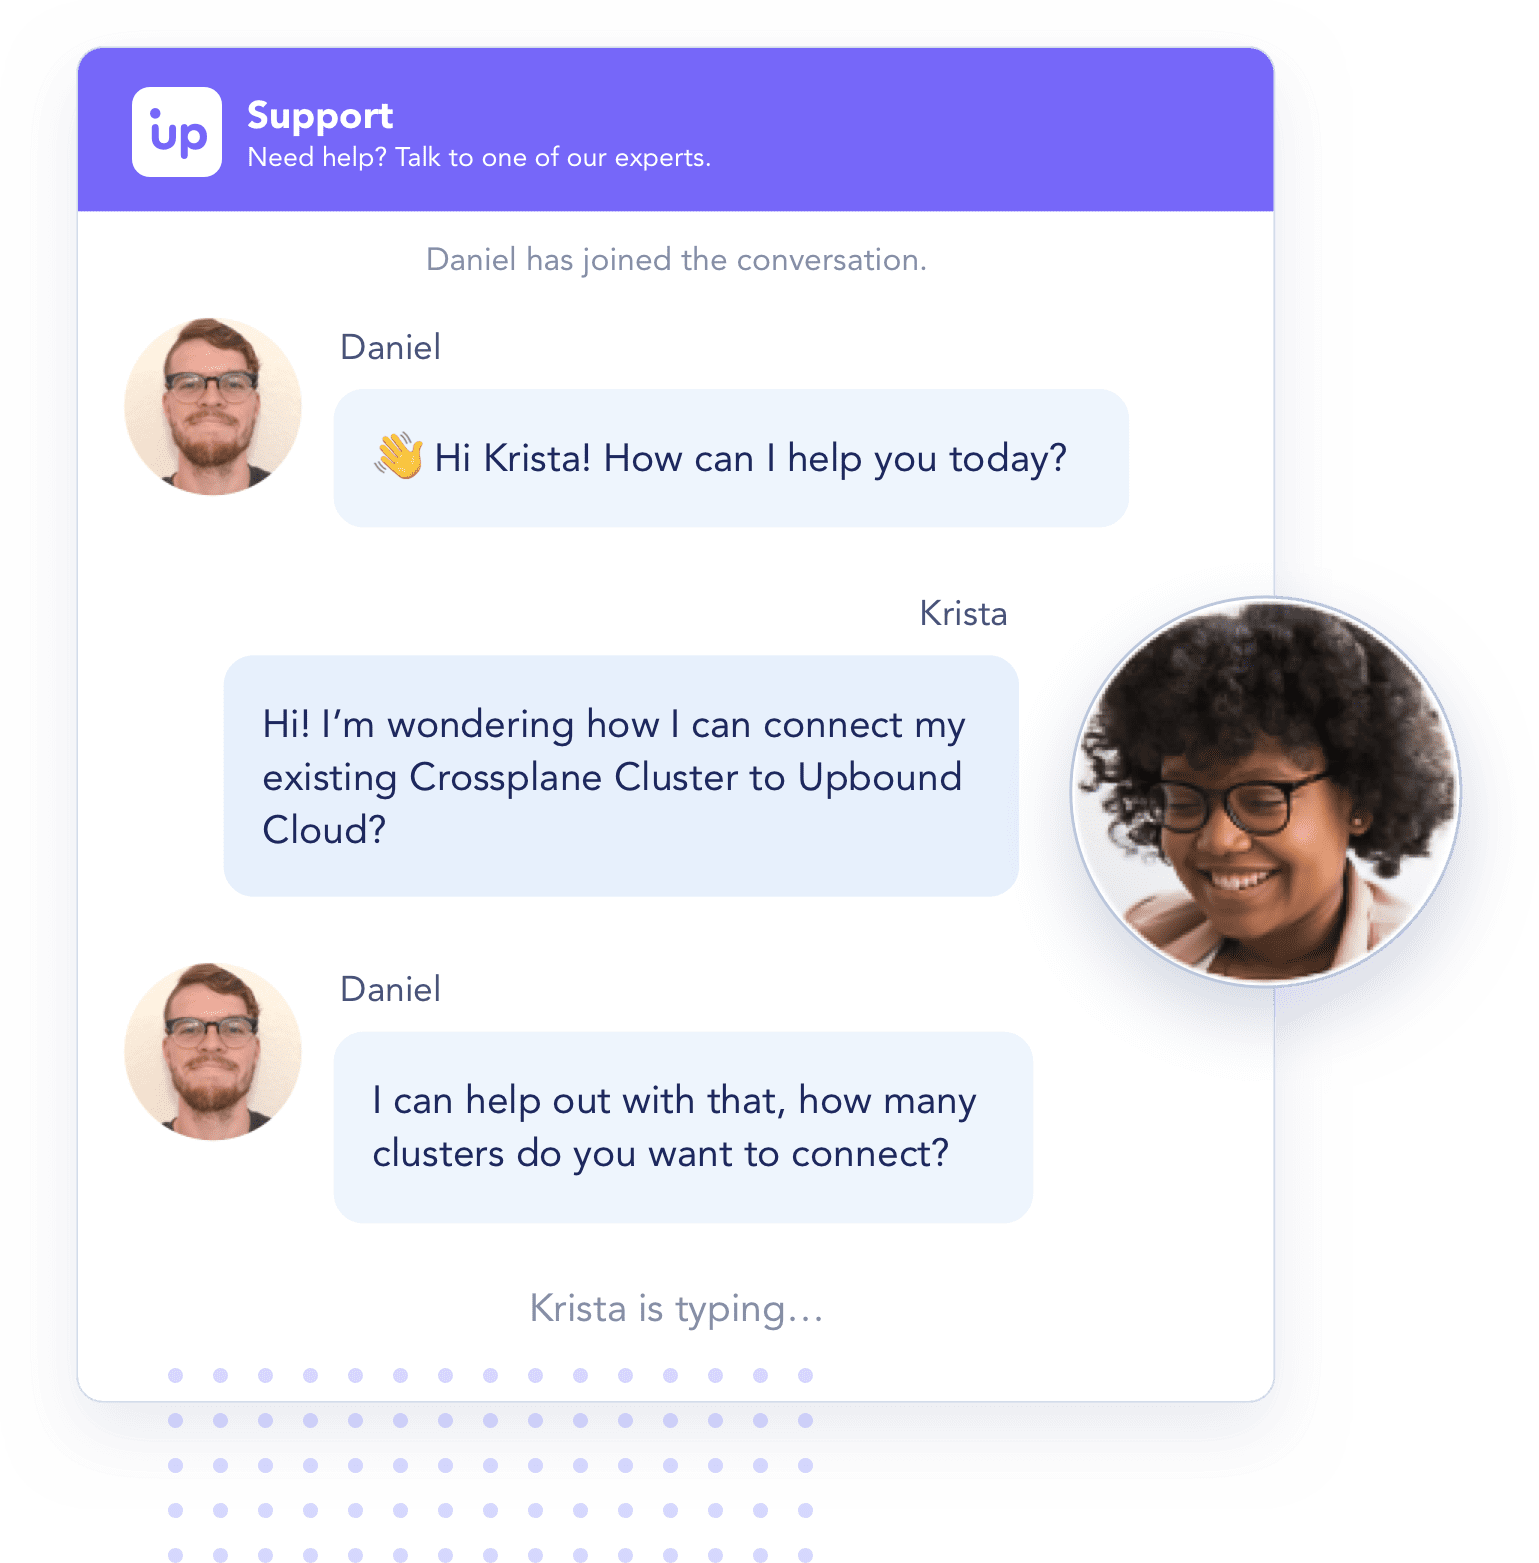 up
Support
Need help? Talk to one of our experts.
Daniel has joined the conversation.
Daniel
👋 Hi Krista! How can I help you today?
Krista
Hi! I’m wondering how I can connect my
existing Crossplane Cluster to Upbound
Cloud?
Daniel
I can help out with that, how many
clusters do you want to connect?
Krista is typing…